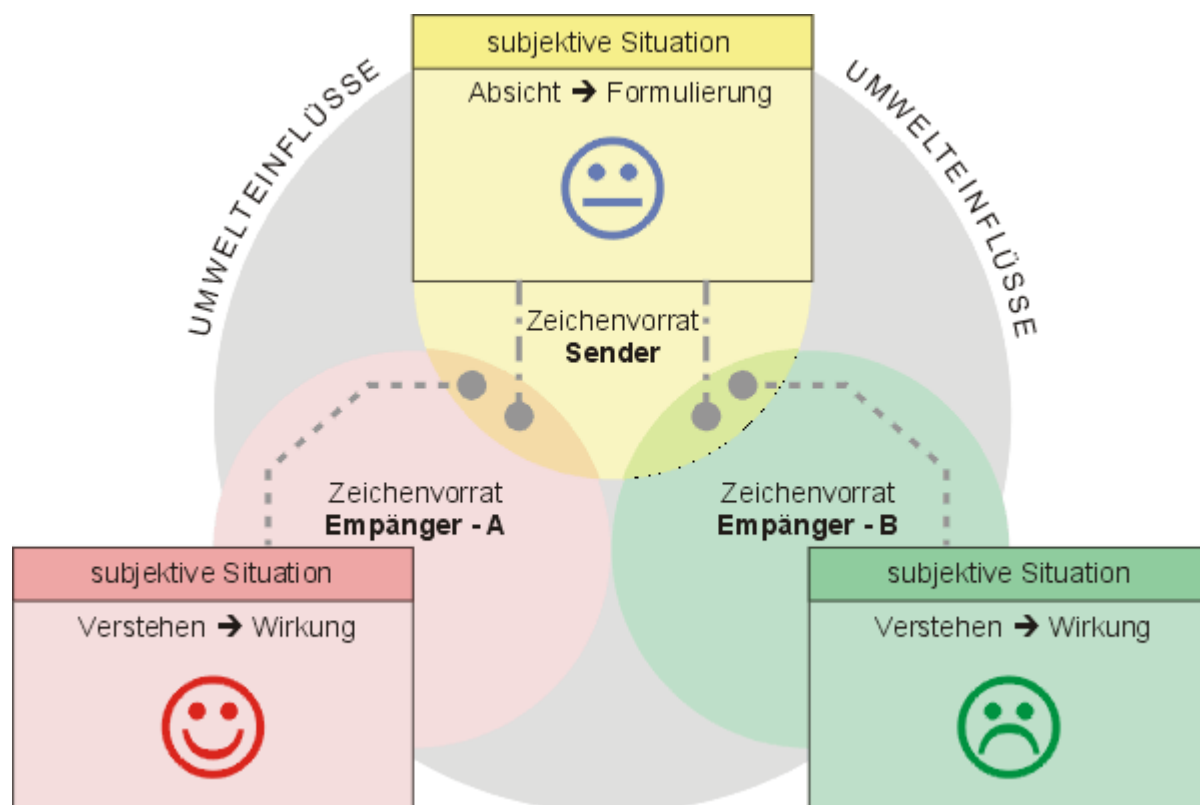 subjektive Situation
Absicht ➔ Formulierung
UMWELTEINFLÜSSE
UMWELTEINFLÜSSE
Zeichenvorrat
Sender
Zeichenvorrat
Empänger - A
Zeichenvorrat
Empänger - B
subjektive Situation
Verstehen ➔ Wirkung
subjektive Situation
Verstehen ➔ Wirkung